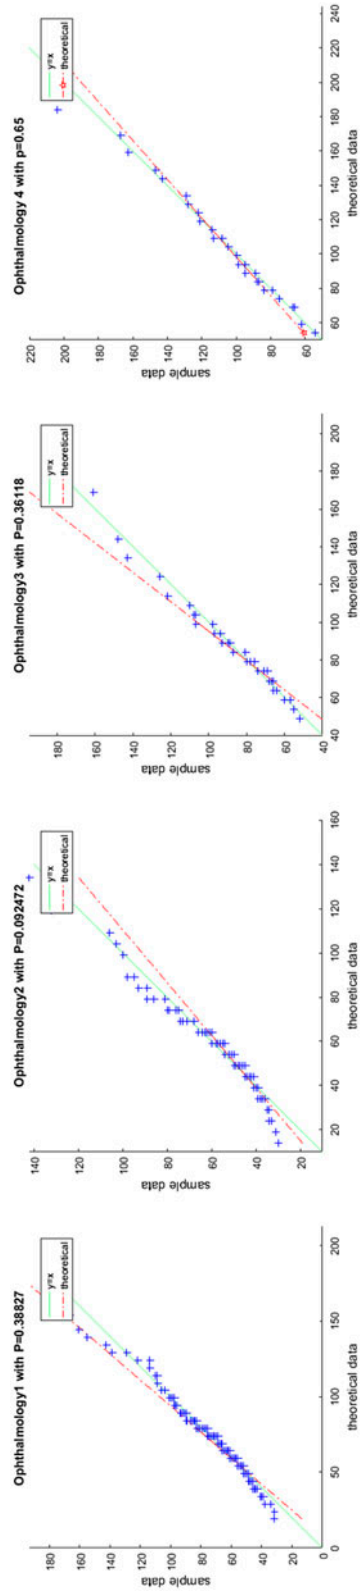 Ophthalmology1 with P=0.38827
y=x
theoretical
sample data
180
160
140
120
100
80
60
40
20
0
0 50 100 150 200
theoretical data
Ophthalmology2 with P=0.092472
y=x
theoretical
sample data
140
120
100
80
60
40
20
20 40 60 80 100 120 140 160
theoretical data
Ophthalmology3 with P=0.36118
y=x
theoretical
sample data
180
160
140
120
100
80
60
40
40 60 80 100 120 140 160 180 200
theoretical data
Ophthalmology 4 with p=0.65
y=x
theoretical
sample data
220
200
180
160
140
120
100
80
60
60 80 100 120 140 160 180 200 220 240
theoretical data